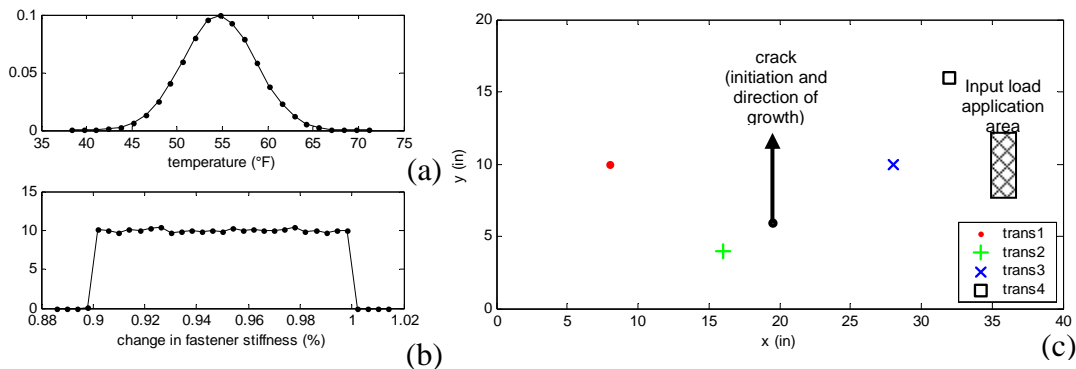 0.1
0.05
0
35 40 45 50 55 60 65 70 75
temperature (°F)
(a)
15
10
5
0
0.88 0.9 0.92 0.94 0.96 0.98 1 1.02
change in fastener stiffness (%)
(b)
20
15
10
5
0
y (in)
crack
(initiation and
direction of
growth)
Input load
application
area
trans1
trans2
trans3
trans4
0 5 10 15 20 25 30 35 40
x (in)
(c)